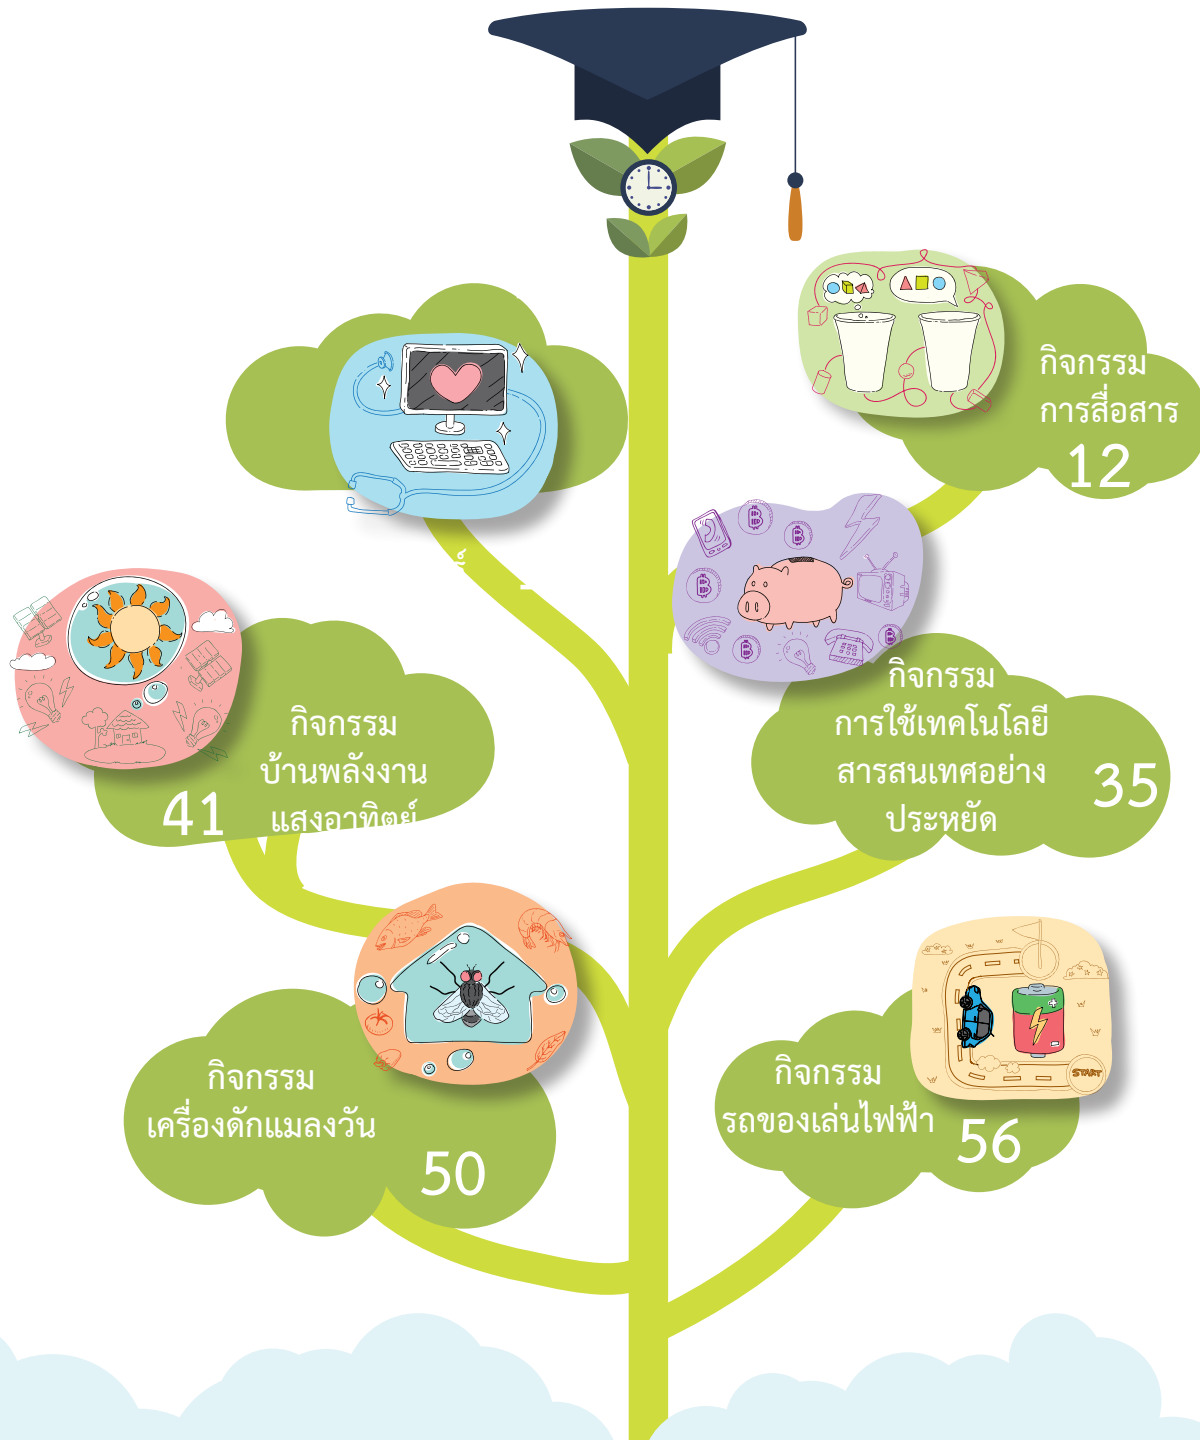 กิจกรรม
การสื่อสาร
12
กิจกรรม
การใช้เทคโนโลยี
สารสนเทศอย่าง
ประหยัด
35
กิจกรรม
บ้านพลังงาน
แสงอาทิตย์
41
กิจกรรม
เครื่องดักแมลงวัน
50
START
กิจกรรม
รถของเล่นไฟฟ้า
56